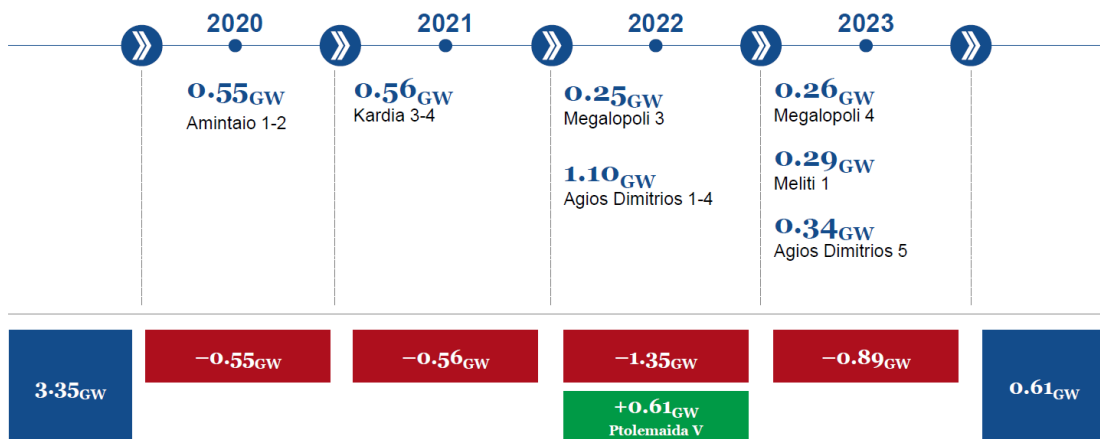 2020
2021
2022
2023
0.55GW
Amintaio 1-2
0.56GW
Kardia 3-4
0.25GW
Megalopoli 3
1.10GW
Agios Dimitrios 1-4
0.26GW
Megalopoli 4
0.29GW
Meliti 1
0.34GW
Agios Dimitrios 5
3.35GW
–0.55GW
–0.56GW
–1.35GW
+0.61GW
Ptolemaida V
–0.89GW
0.61GW